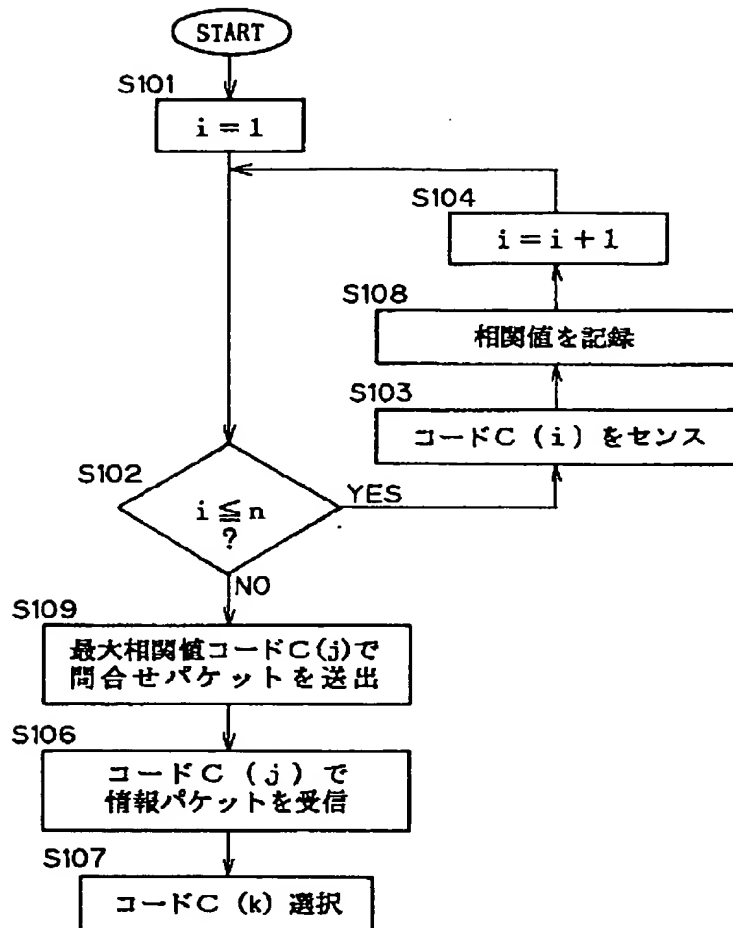 START
S101
i = 1
S104
i = i + 1
S108
相関値を記録
S103
コードC (i) をセンス
S102
i ≦ n
?
YES
NO
S109
最大相関値コードC(j)で
問合せパケットを送出
S106
コードC (j) で
情報パケットを受信
S107
コードC (k) 選択